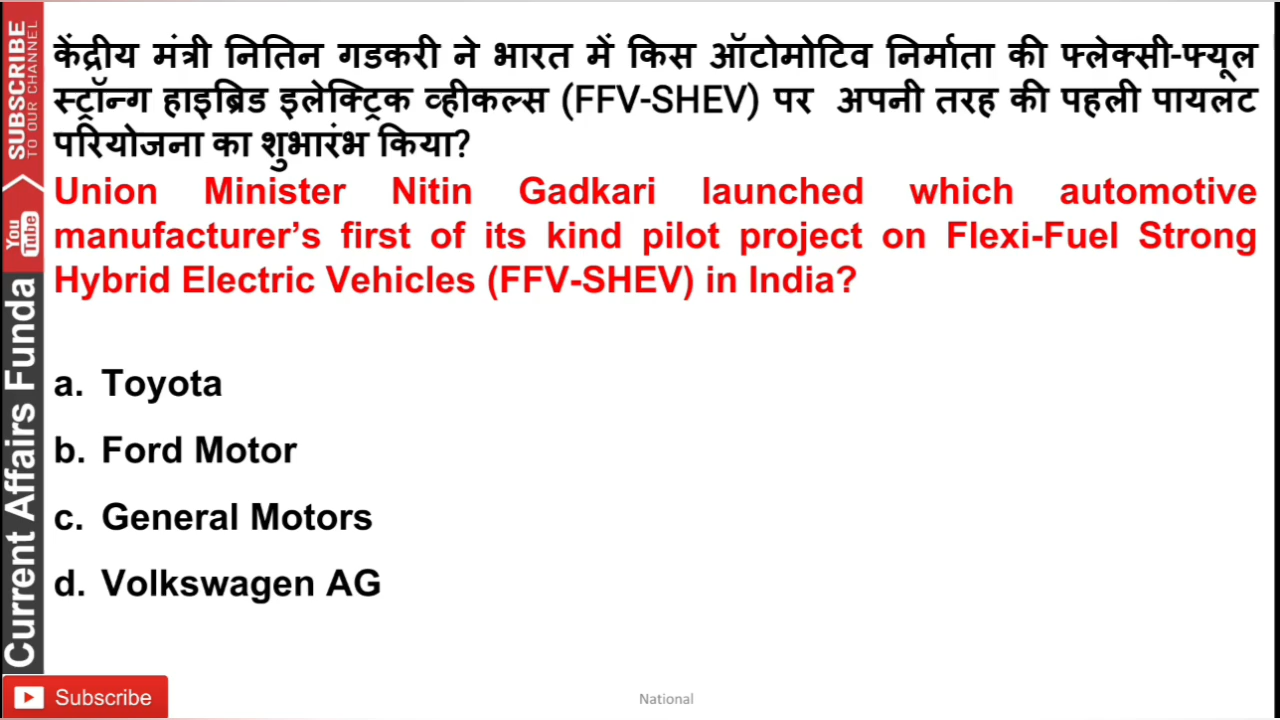 केंद्रीय मंत्री नितिन गडकरी ने भारत में किस ऑटोमोटिव निर्माता की फ्लेक्सी-फ्यूल
स्ट्रॉन्ग हाइब्रिड इलेक्ट्रिक व्हीकल्स (FFV-SHEV) पर अपनी तरह की पहली पायलट
परियोजना का शुभारंभ किया?
Union Minister Nitin Gadkari launched which automotive
manufacturer’s first of its kind pilot project on Flexi-Fuel Strong
Hybrid Electric Vehicles (FFV-SHEV) in India?
a. Toyota
b. Ford Motor
c. General Motors
d. Volkswagen AG
SUBSCRIBE
TO OUR CHANNEL
You
Tube
Current Affairs Funda
Subscribe
National